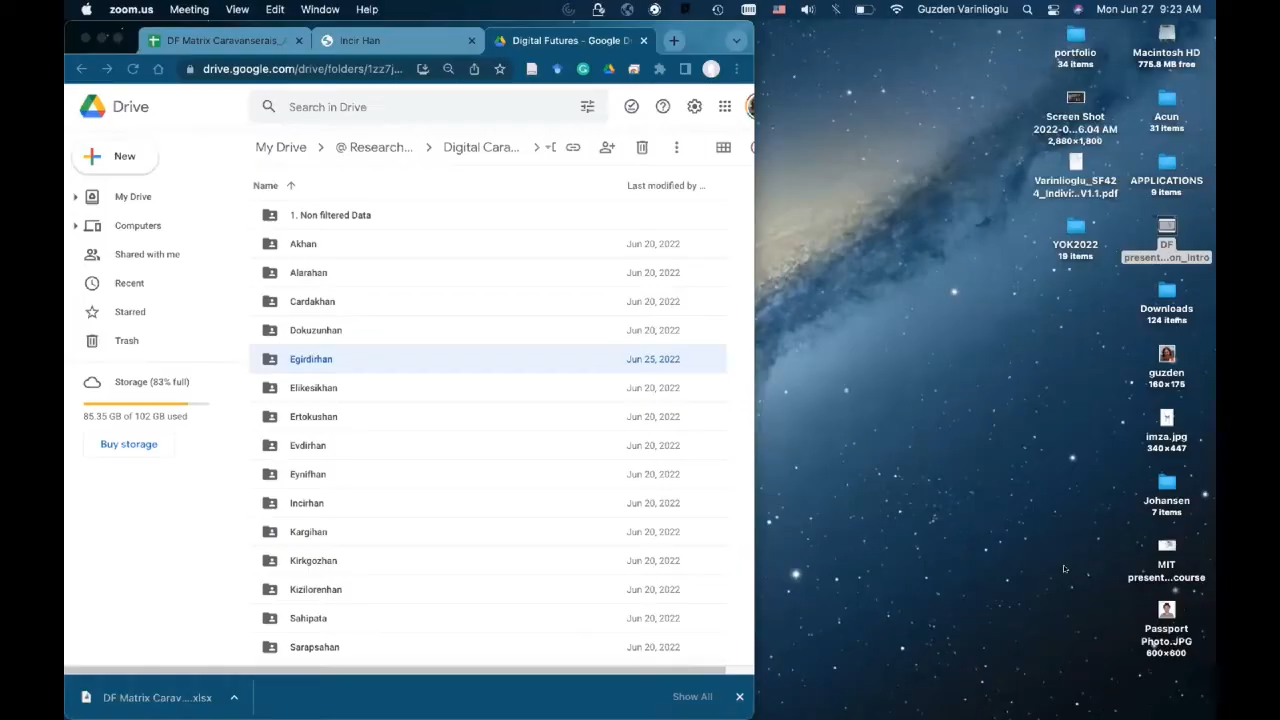 zoom.us Meeting View Edit Window Help
Guzden Varinlioglu Mon Jun 27 9:23 AM
DF Matrix Caravanserais_A
Incir Han
Digital Futures - Google D
drive.google.com/drive/folders/1zz7j...
Drive
Search in Drive
New
My Drive
Computers
Shared with me
Recent
Starred
Trash
Storage (83% full)
85.35 GB of 102 GB used
Buy storage
My Drive > @ Research... > Digital Cara... >
Name Last modified by ...
1. Non filtered Data
Akhan Jun 20, 2022
Alarahan Jun 20, 2022
Cardakhan Jun 20, 2022
Dokuzunhan Jun 20, 2022
Egirdirhan Jun 25, 2022
Elikesikhan Jun 20, 2022
Ertokushan Jun 20, 2022
Evdirhan Jun 20, 2022
Eynifhan Jun 20, 2022
Incirhan Jun 20, 2022
Kargihan Jun 20, 2022
Kirkgozhan Jun 20, 2022
Kizilorenhan Jun 20, 2022
Sahipata Jun 20, 2022
Sarapsahan Jun 20, 2022
DF Matrix Carav....xlsx
Show All
portfolio
34 items
Screen Shot
2022-0...6.04 AM
2,880×1,800
Varinlioglu_SF42
4_Indivi:..V1.1.pdf
YOK2022
19 items
Macintosh HD
775.8 MB free
Acun
31 items
APPLICATIONS
9 items
DF
present...on_intro
Downloads
124 items
guzden
160×175
imza.jpg
340×447
Johansen
7 items
MIT
present...course
Passport
Photo.JPG
600×600